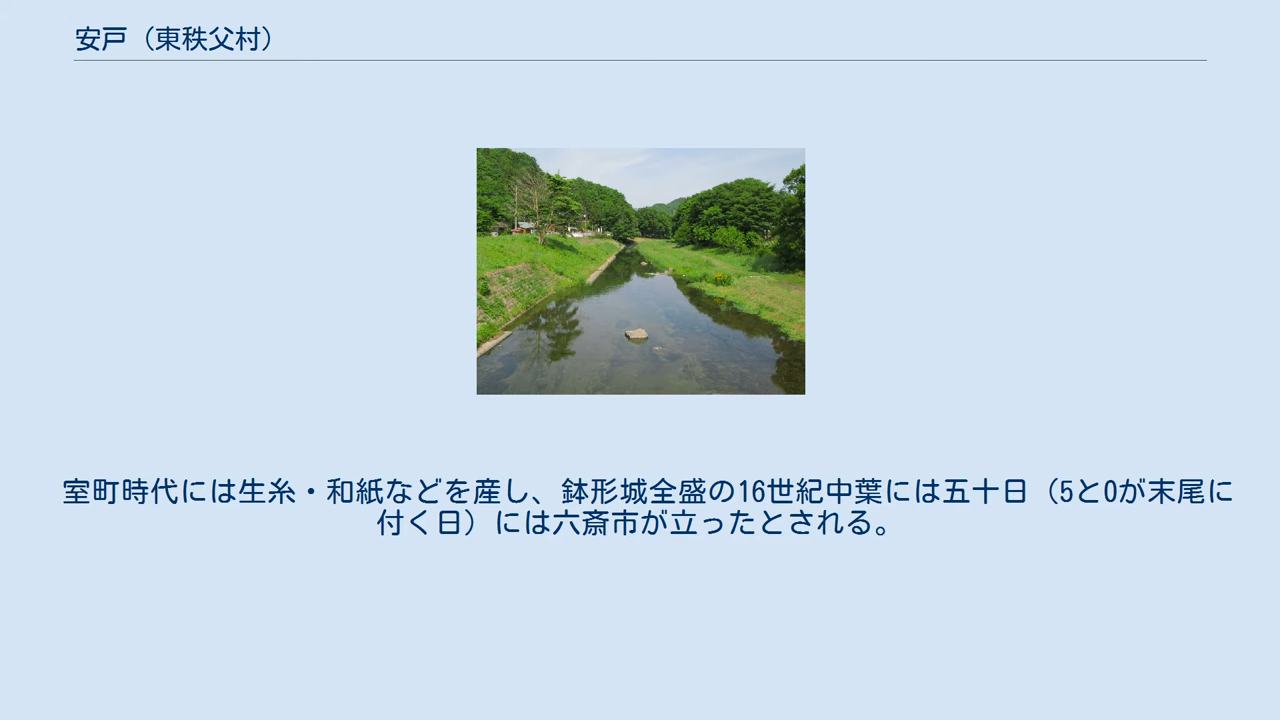 安戸（東秩父村）
室町時代には生糸・和紙などを産し、鉢形城全盛の16世紀中葉には五十日（5と0が末尾に
付く日）には六斎市が立ったとされる。